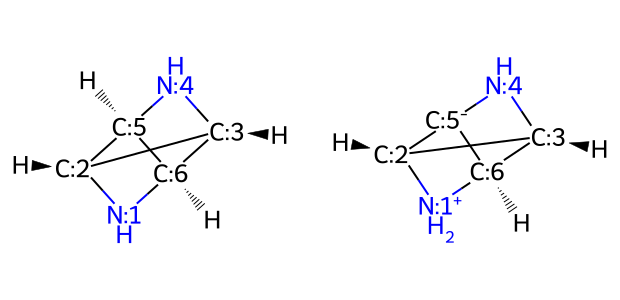 H
H N:4
C:5 C:3 H
H C:2 C:6
N:1 H
H
H
N:4
C:5⁻
H C:2 C:3 H
C:6
N:1⁺
H₂ H